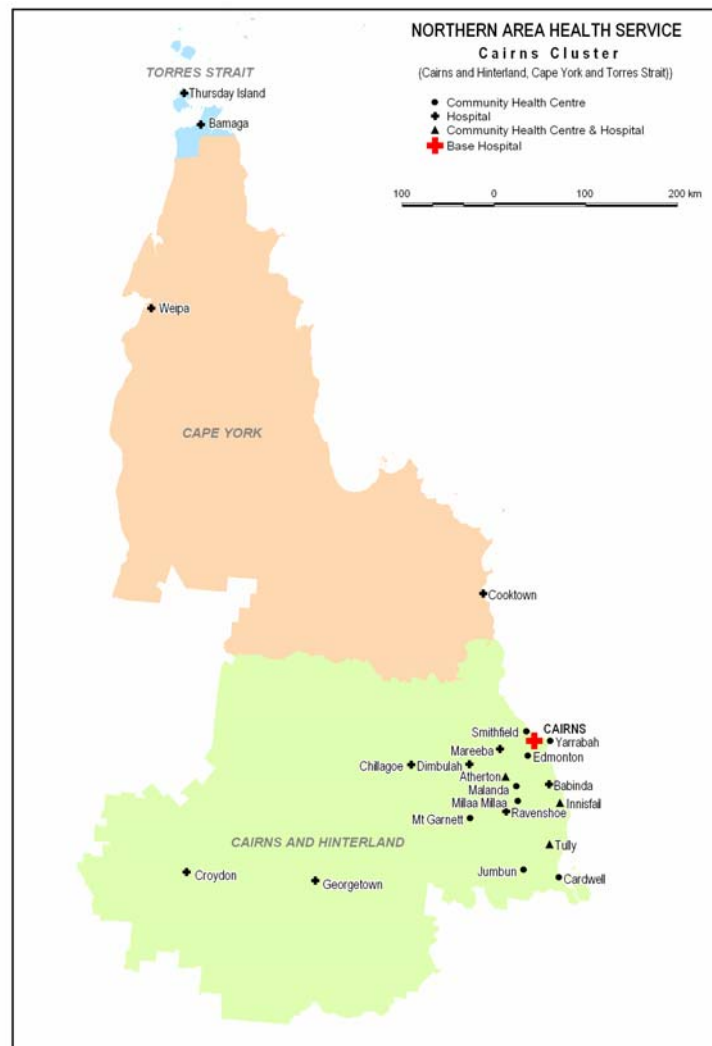 NORTHERN AREA HEALTH SERVICE
Cairns Cluster
(Cairns and Hinterland, Cape York and Torres Strait))
Community Health Centre
Hospital
Community Health Centre & Hospital
Base Hospital
100 0 200 km
TORRES STRAIT
Thursday Island
Bamaga
Weipa
CAPE YORK
Cooktown
CAIRNS
Smithfield
Yarrabah
Mareeba
Edmonton
Chillagoe
Dimbulah
Atherton
Malanda
Babinda
Millaa Millaa
Innisfail
Ravenshoe
Mt Garnett
CAIRNS AND HINTERLAND
Tully
Jumbun
Cardwell
Croydon
Georgetown